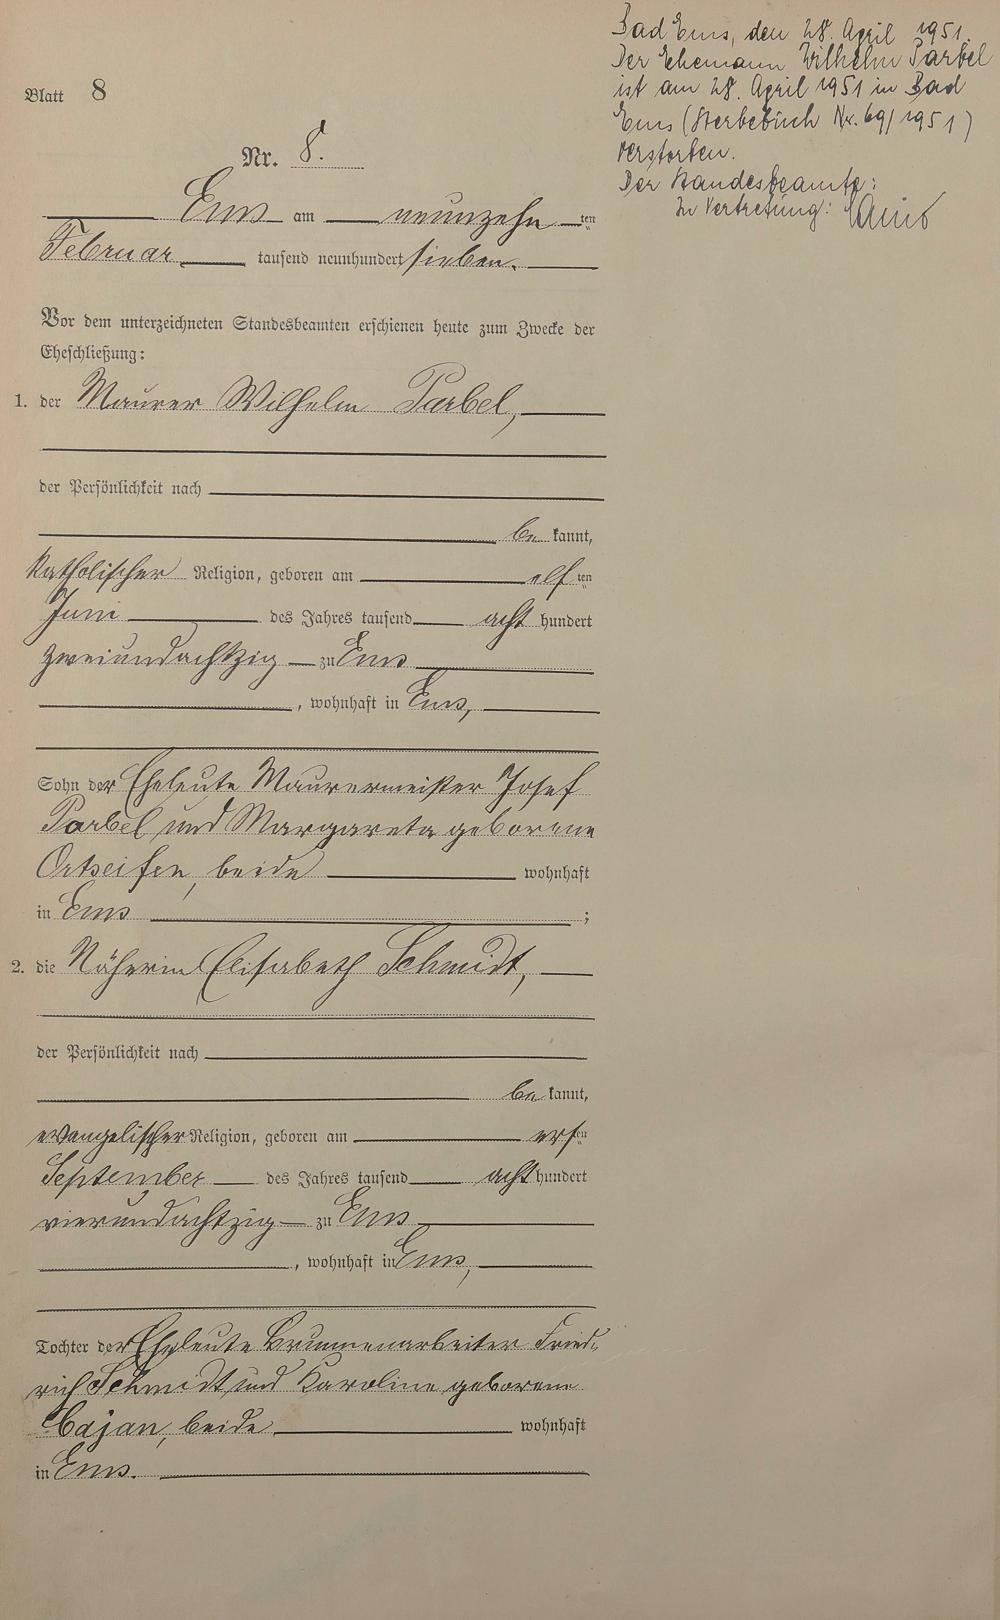 Blatt 8
Nr. 8.
Ems am neunzehnten
Februar tausend neunhundert sieben.
Vor dem unterzeichneten Standesbeamten erschienen heute zum Zwecke der
Eheschließung:
1. der Maurer Wilhelm Parbel,
der Persönlichkeit nach
bekannt,
katholischer Religion, geboren am elften
Juni des Jahres tausend acht hundert
zweiundachtzig zu Ems
, wohnhaft in Ems,
Sohn der Eheleute Maurermeister Josef
Parbel und Margareta geborene
Ortseifen, beide wohnhaft
in Ems ;
2. die Näherin Elisabeth Schmidt,
der Persönlichkeit nach
bekannt,
evangelischer Religion, geboren am ersten
September des Jahres tausend acht hundert
vierundachtzig zu Ems
, wohnhaft in Ems,
Tochter der Eheleute Brunnenarbeiter Fried-
rich Schmidt und Karoline geborene
Cajan, beide wohnhaft
in Ems.
Bad Ems, den 28. April 1951.
Der Ehemann Wilhelm Parbel
ist am 28. April 1951 in Bad
Ems (Sterbebuch Nr. 69/1951)
verstorben.
Der Standesbeamte:
In Vertretung: